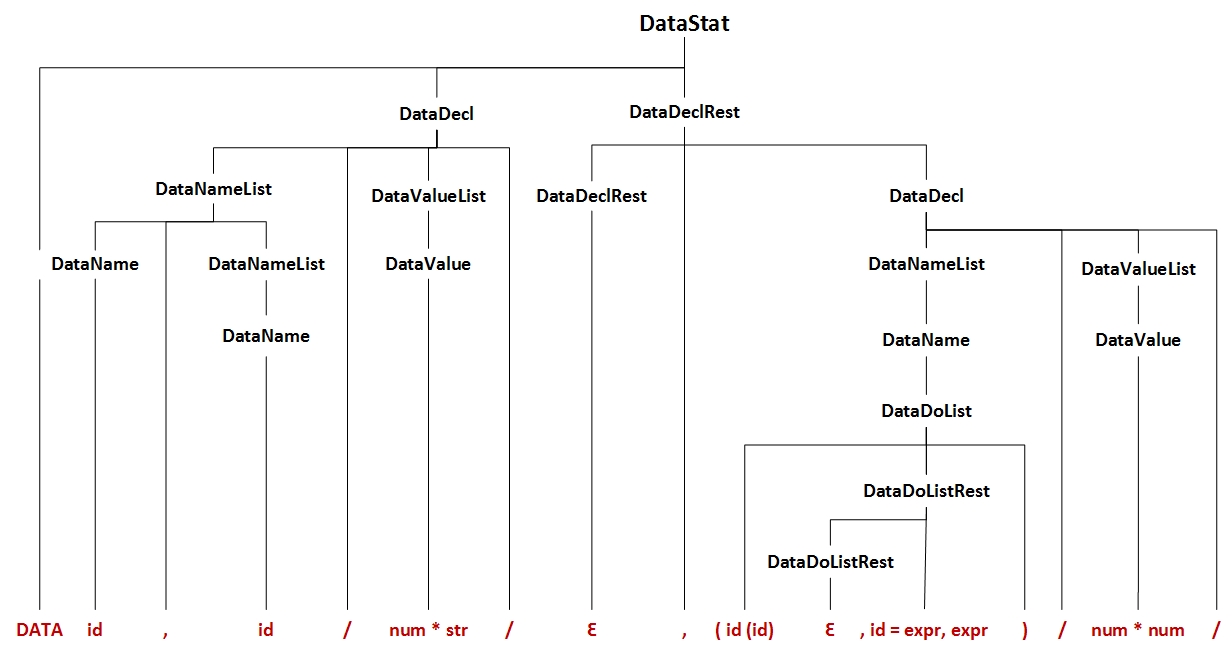 DataStat
DataDecl DataDeclRest
DataNameList DataValueList DataDeclRest DataDecl
DataName DataNameList DataValue DataNameList DataValueList
DataName DataName DataValue
DataDoList
DataDoListRest
DataDoListRest
DATA id , id / num * str / Ɛ , ( id (id) Ɛ , id = expr, expr ) / num * num /